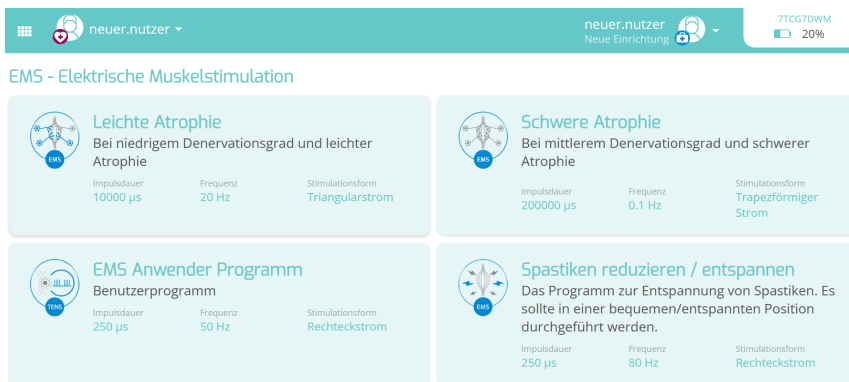 neuer.nutzer
neuer.nutzer
Neue Einrichtung
7TCG7DWM
20%
EMS - Elektrische Muskelstimulation
Leichte Atrophie
Bei niedrigem Denervationsgrad und leichter
Atrophie
EMS
Impulsdauer Frequenz Stimulationsform
10000 µs 20 Hz Triangularstrom
Schwere Atrophie
Bei mittlerem Denervationsgrad und schwerer
Atrophie
EMS
Impulsdauer Frequenz Stimulationsform
200000 µs 0.1 Hz Trapezförmiger
Strom
EMS Anwender Programm
Benutzerprogramm
TENS
Impulsdauer Frequenz Stimulationsform
250 µs 50 Hz Rechteckstrom
Spastiken reduzieren / entspannen
Das Programm zur Entspannung von Spastiken. Es
sollte in einer bequemen/entspannten Position
durchgeführt werden.
EMS
Impulsdauer Frequenz Stimulationsform
250 µs 80 Hz Rechteckstrom